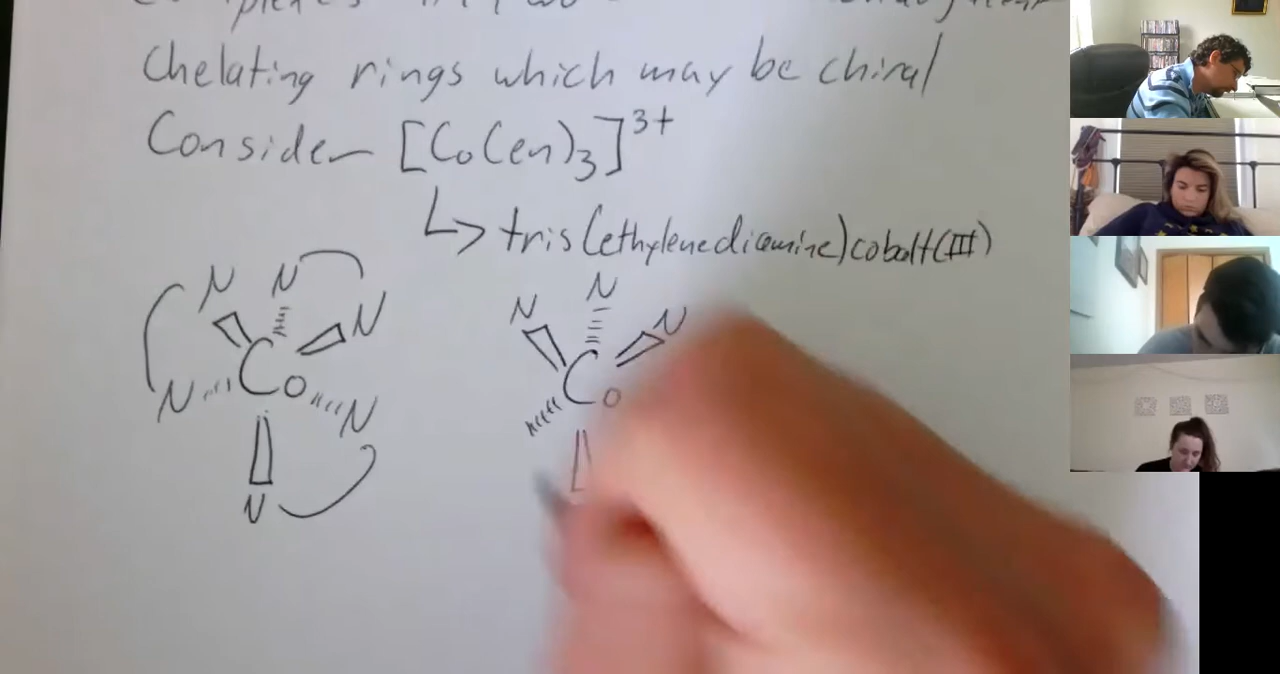 Chelating rings which may be chiral
Consider [Co(en)3]3+
↳ tris(ethylenediamine)cobalt(III)
N N N N
N N N
Co Co
N N
N